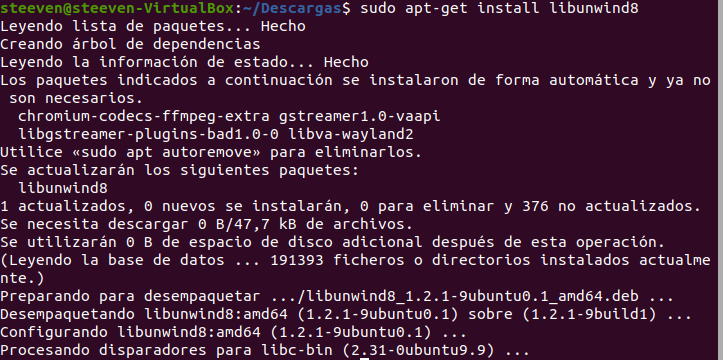 steeven@steeven-VirtualBox:~/Descargas$ sudo apt-get install libunwind8
Leyendo lista de paquetes... Hecho
Creando árbol de dependencias
Leyendo la información de estado... Hecho
Los paquetes indicados a continuación se instalaron de forma automática y ya no
 son necesarios.
  chromium-codecs-ffmpeg-extra gstreamer1.0-vaapi
  libgstreamer-plugins-bad1.0-0 libva-wayland2
Utilice «sudo apt autoremove» para eliminarlos.
Se actualizarán los siguientes paquetes:
  libunwind8
1 actualizados, 0 nuevos se instalarán, 0 para eliminar y 376 no actualizados.
Se necesita descargar 0 B/47,7 kB de archivos.
Se utilizarán 0 B de espacio de disco adicional después de esta operación.
(Leyendo la base de datos ... 191393 ficheros o directorios instalados actualme
nte.)
Preparando para desempaquetar .../libunwind8_1.2.1-9ubuntu0.1_amd64.deb ...
Desempaquetando libunwind8:amd64 (1.2.1-9ubuntu0.1) sobre (1.2.1-9build1) ...
Configurando libunwind8:amd64 (1.2.1-9ubuntu0.1) ...
Procesando disparadores para libc-bin (2.31-0ubuntu9.9) ...